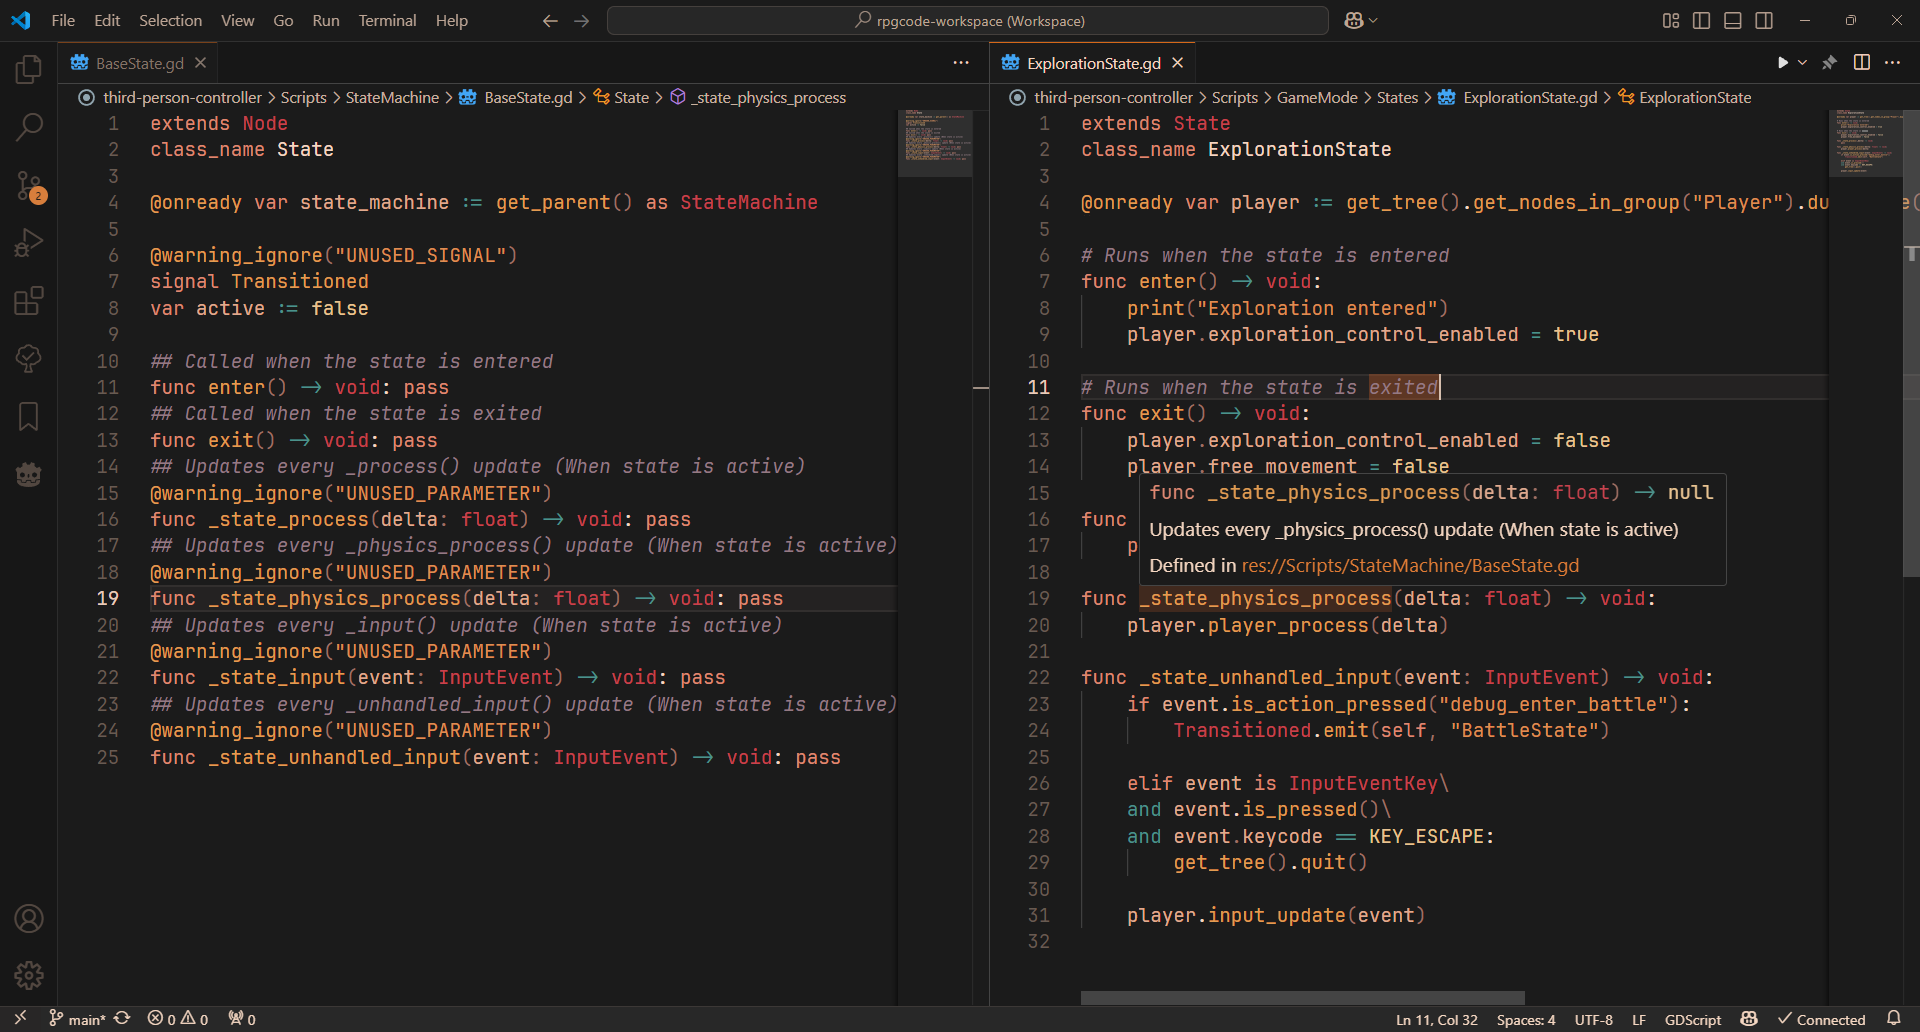 File Edit Selection View Go Run Terminal Help
rpgcode-workspace (Workspace)
BaseState.gd
third-person-controller > Scripts > StateMachine > BaseState.gd > State > _state_physics_process
1 extends Node
2 class_name State
3
4 @onready var state_machine := get_parent() as StateMachine
5
6 @warning_ignore("UNUSED_SIGNAL")
7 signal Transitioned
8 var active := false
9
10 ## Called when the state is entered
11 func enter() -> void: pass
12 ## Called when the state is exited
13 func exit() -> void: pass
14 ## Updates every _process() update (When state is active)
15 @warning_ignore("UNUSED_PARAMETER")
16 func _state_process(delta: float) -> void: pass
17 ## Updates every _physics_process() update (When state is active)
18 @warning_ignore("UNUSED_PARAMETER")
19 func _state_physics_process(delta: float) -> void: pass
20 ## Updates every _input() update (When state is active)
21 @warning_ignore("UNUSED_PARAMETER")
22 func _state_input(event: InputEvent) -> void: pass
23 ## Updates every _unhandled_input() update (When state is active)
24 @warning_ignore("UNUSED_PARAMETER")
25 func _state_unhandled_input(event: InputEvent) -> void: pass
ExplorationState.gd
third-person-controller > Scripts > GameMode > States > ExplorationState.gd > ExplorationState
1 extends State
2 class_name ExplorationState
3
4 @onready var player := get_tree().get_nodes_in_group("Player").du
5
6 # Runs when the state is entered
7 func enter() -> void:
8 print("Exploration entered")
9 player.exploration_control_enabled = true
10
11 # Runs when the state is exited
12 func exit() -> void:
13 player.exploration_control_enabled = false
14 player.free_movement = false
15
func _state_physics_process(delta: float) -> null
16 func
Updates every _physics_process() update (When state is active)
17 p
Defined in res://Scripts/StateMachine/BaseState.gd
18
19 func _state_physics_process(delta: float) -> void:
20 player.player_process(delta)
21
22 func _state_unhandled_input(event: InputEvent) -> void:
23 if event.is_action_pressed("debug_enter_battle"):
24 Transitioned.emit(self, "BattleState")
25
26 elif event is InputEventKey\
27 and event.is_pressed()\
28 and event.keycode == KEY_ESCAPE:
29 get_tree().quit()
30
31 player.input_update(event)
32
2
main* 0 0 0
Ln 11, Col 32 Spaces: 4 UTF-8 LF GDScript Connected